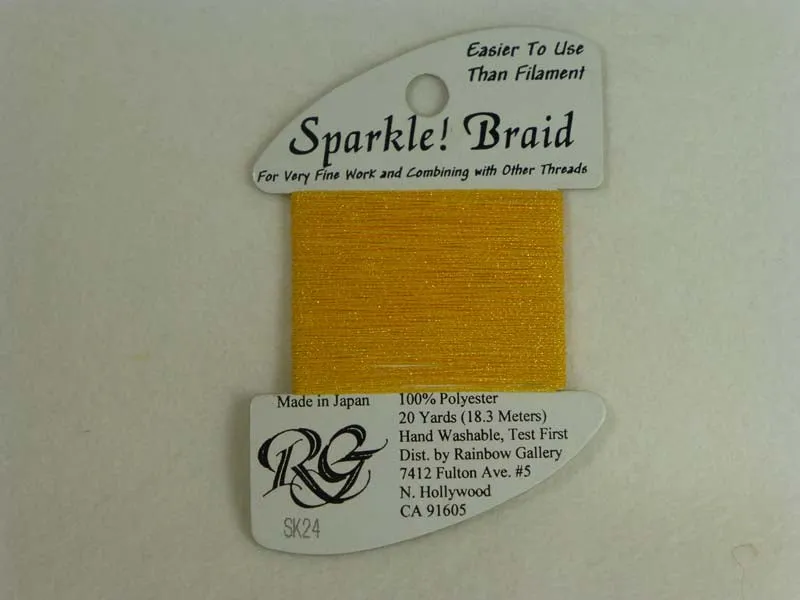 Easier To Use
Than Filament
Sparkle! Braid
For Very Fine Work and Combining with Other Threads
Made in Japan
100% Polyester
20 Yards (18.3 Meters)
Hand Washable, Test First
Dist. by Rainbow Gallery
7412 Fulton Ave. #5
N. Hollywood
CA 91605
RG
SK24